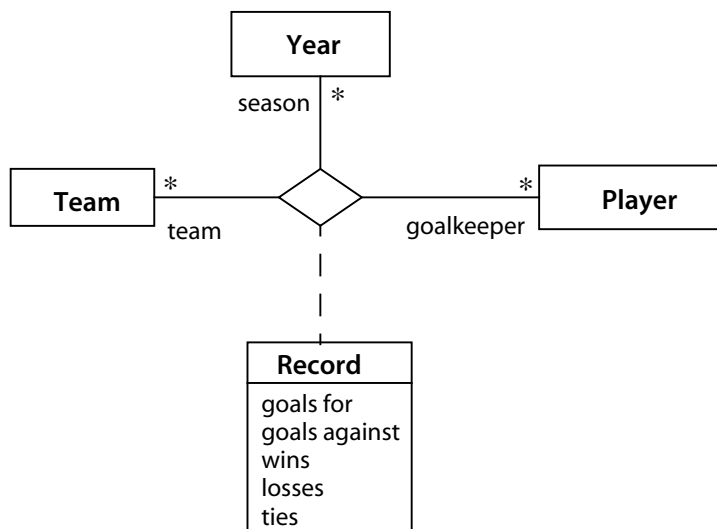 Year
season
*
Team
*
team
*
goalkeeper
Player
Record
goals for
goals against
wins
losses
ties